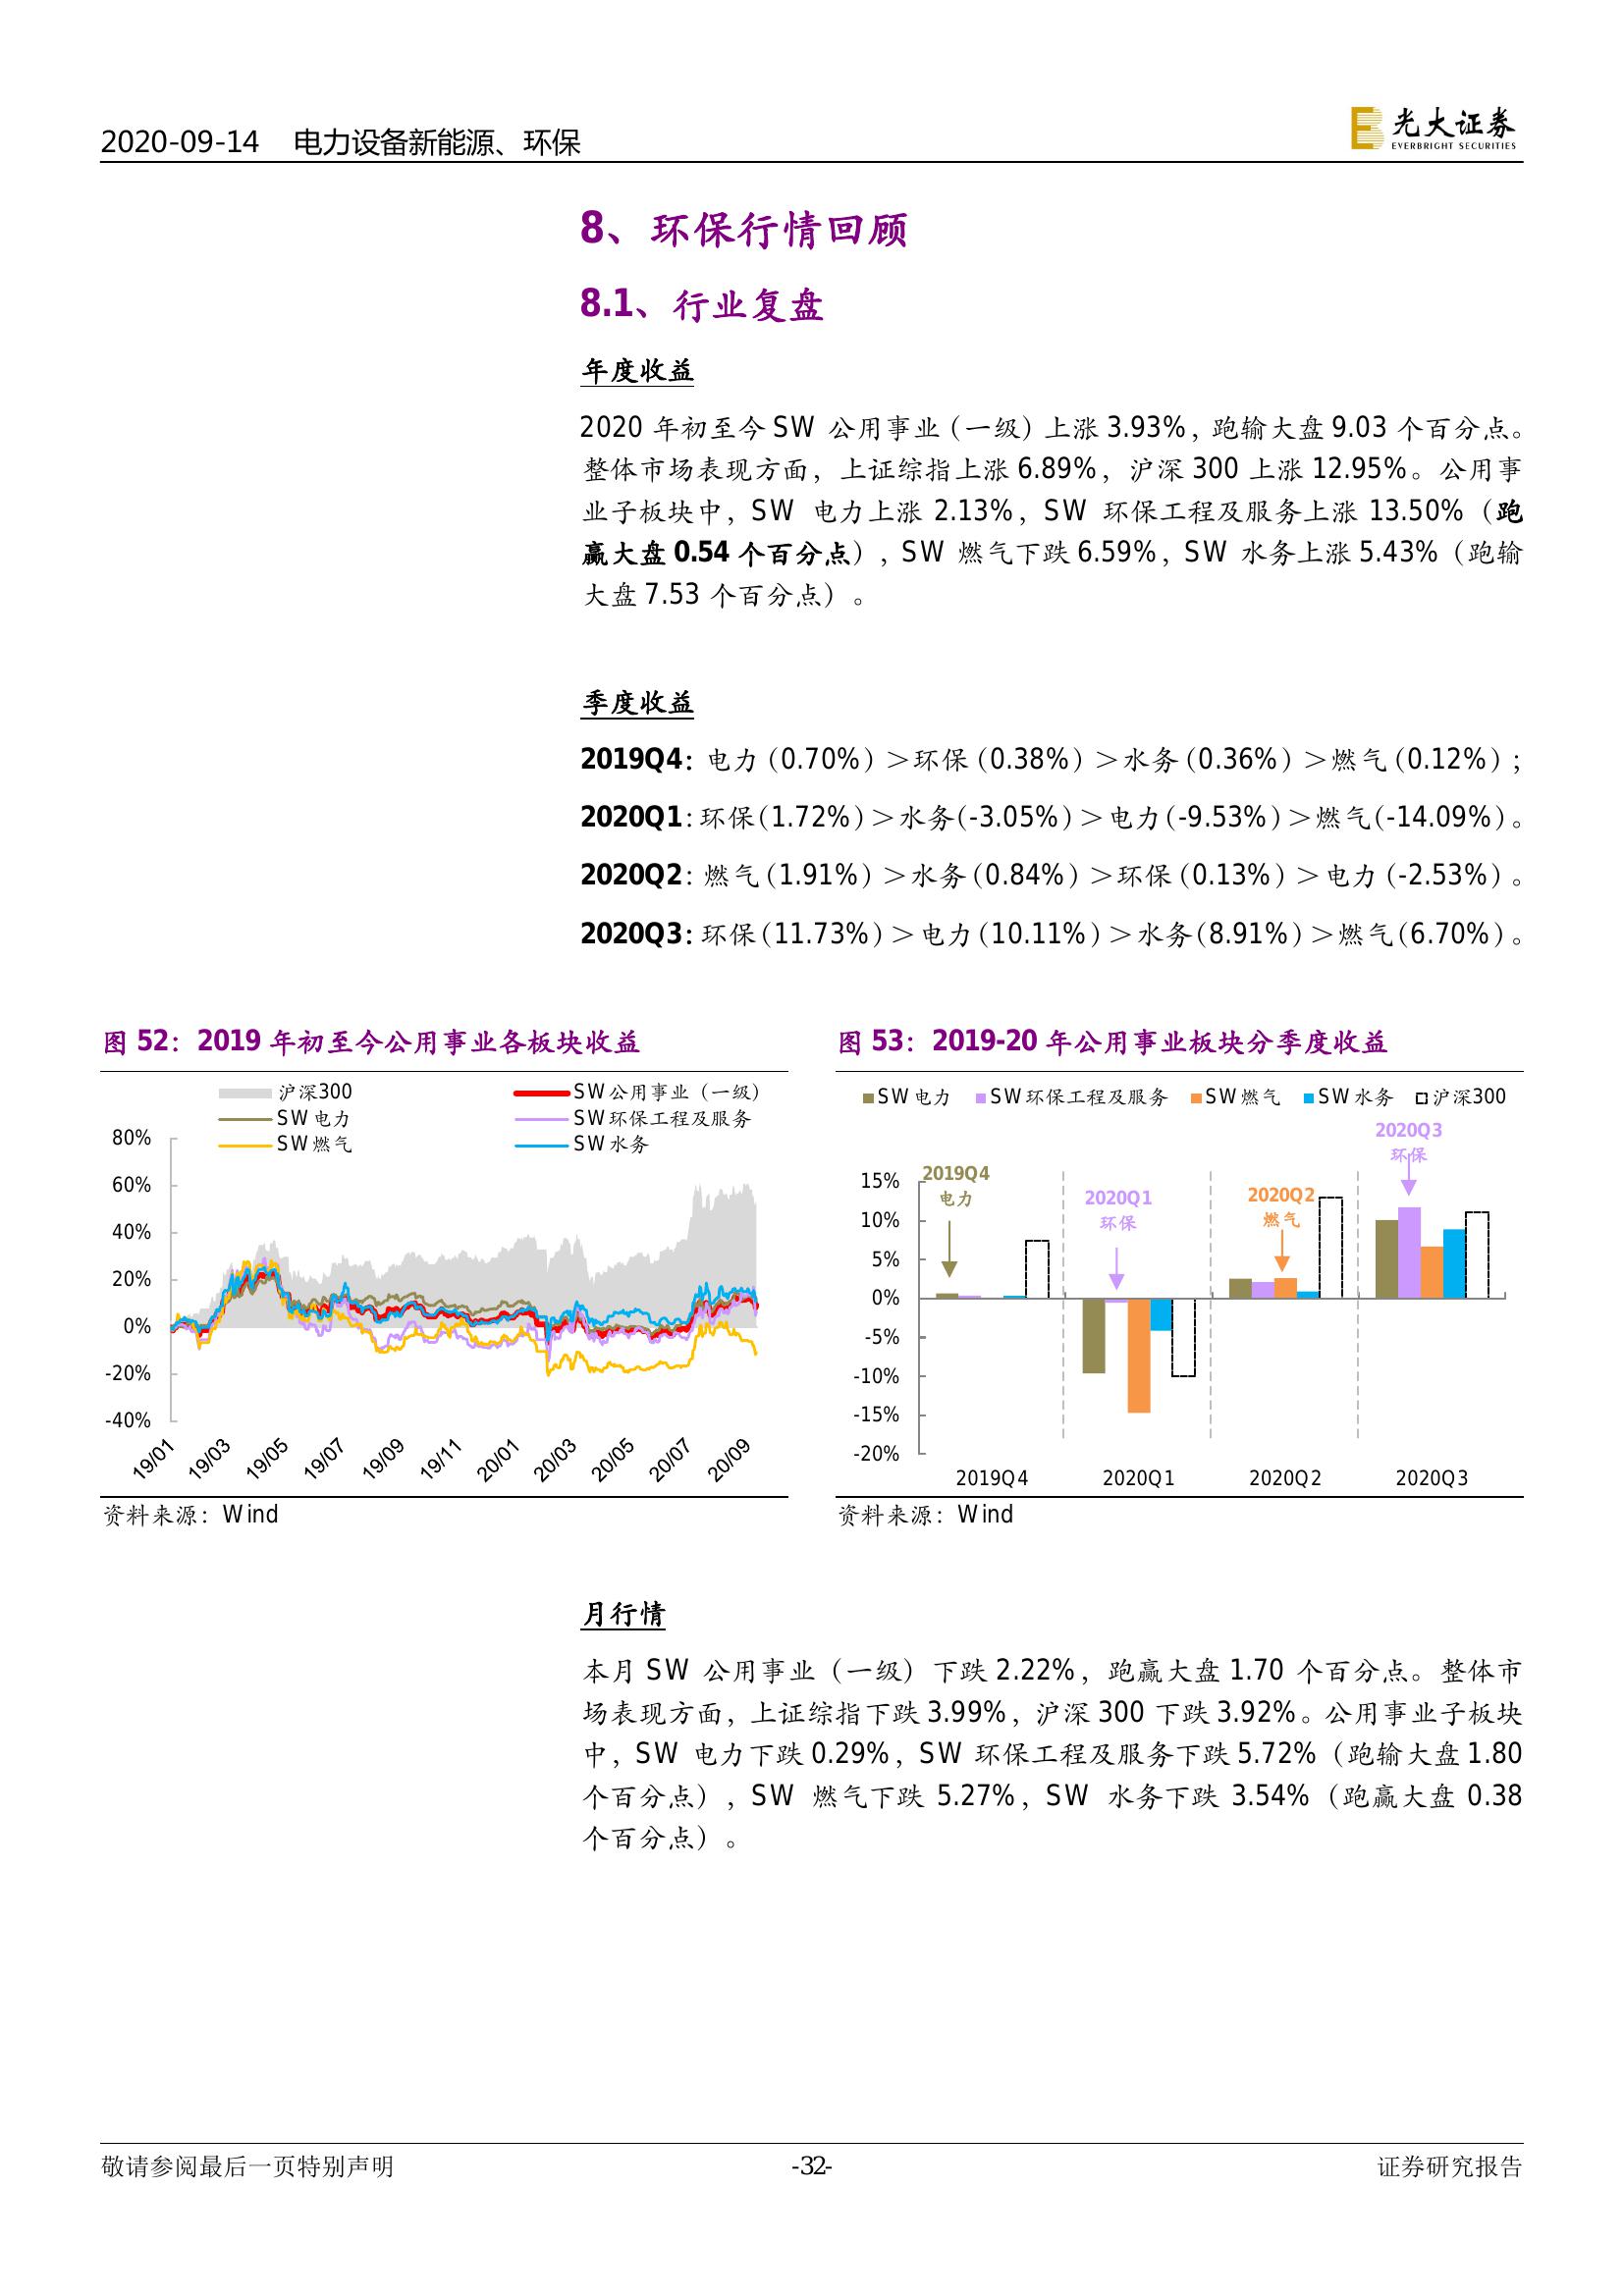 2020-09-14 电力设备新能源、环保
光大证券
EVERBRIGHT SECURITIES
8、环保行情回顾
8.1、行业复盘
年度收益
2020 年初至今 SW 公用事业（一级）上涨 3.93%，跑输大盘 9.03 个百分点。
整体市场表现方面，上证综指上涨 6.89%，沪深 300 上涨 12.95%。公用事
业子板块中，SW 电力上涨 2.13%，SW 环保工程及服务上涨 13.50%（跑
赢大盘 0.54 个百分点），SW 燃气下跌 6.59%，SW 水务上涨 5.43%（跑输
大盘 7.53 个百分点）。
季度收益
2019Q4：电力（0.70%）＞环保（0.38%）＞水务（0.36%）＞燃气（0.12%）；
2020Q1：环保（1.72%）＞水务（-3.05%）＞电力（-9.53%）＞燃气（-14.09%）。
2020Q2：燃气（1.91%）＞水务（0.84%）＞环保（0.13%）＞电力（-2.53%）。
2020Q3：环保（11.73%）＞电力（10.11%）＞水务（8.91%）＞燃气（6.70%）。
图 52：2019 年初至今公用事业各板块收益
沪深300 SW公用事业（一级）
SW电力 SW环保工程及服务
SW燃气 SW水务
80%
60%
40%
20%
0%
-20%
-40%
19/01 19/03 19/05 19/07 19/09 19/11 20/01 20/03 20/05 20/07 20/09
资料来源：Wind
图 53：2019-20 年公用事业板块分季度收益
SW电力 SW环保工程及服务 SW燃气 SW水务 沪深300
2019Q4
电力
2020Q1
环保
2020Q2
燃气
2020Q3
环保
15%
10%
5%
0%
-5%
-10%
-15%
-20%
2019Q4 2020Q1 2020Q2 2020Q3
资料来源：Wind
月行情
本月 SW 公用事业（一级）下跌 2.22%，跑赢大盘 1.70 个百分点。整体市
场表现方面，上证综指下跌 3.99%，沪深 300 下跌 3.92%。公用事业子板块
中，SW 电力下跌 0.29%，SW 环保工程及服务下跌 5.72%（跑输大盘 1.80
个百分点），SW 燃气下跌 5.27%，SW 水务下跌 3.54%（跑赢大盘 0.38
个百分点）。
敬请参阅最后一页特别声明 -32- 证券研究报告